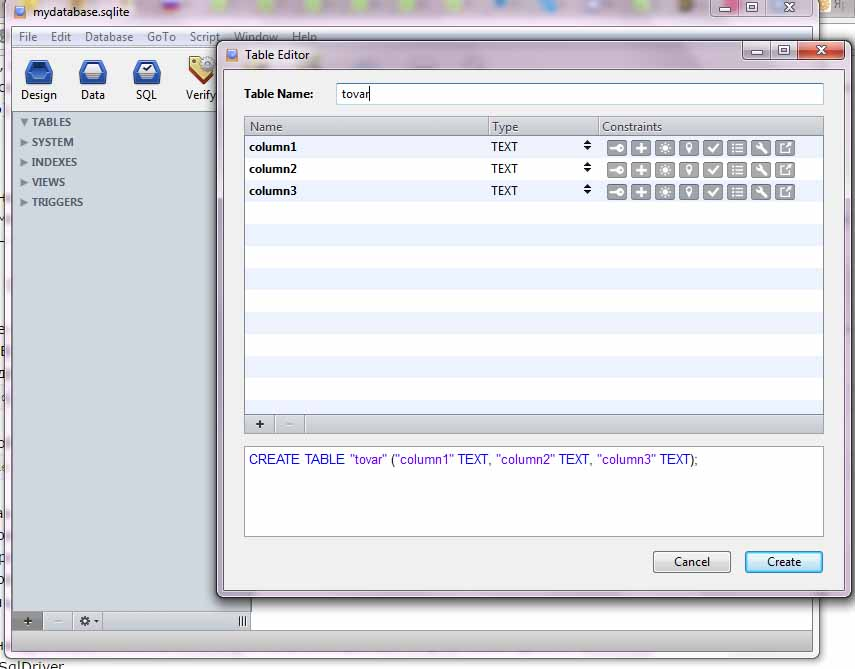 mydatabase.sqlite
File Edit Database GoTo Script Window Help
Design Data SQL Verify
TABLES
SYSTEM
INDEXES
VIEWS
TRIGGERS
Table Editor
Table Name: tovar
Name Type Constraints
column1 TEXT
column2 TEXT
column3 TEXT
CREATE TABLE "tovar" ("column1" TEXT, "column2" TEXT, "column3" TEXT);
Cancel Create
SqlDriver